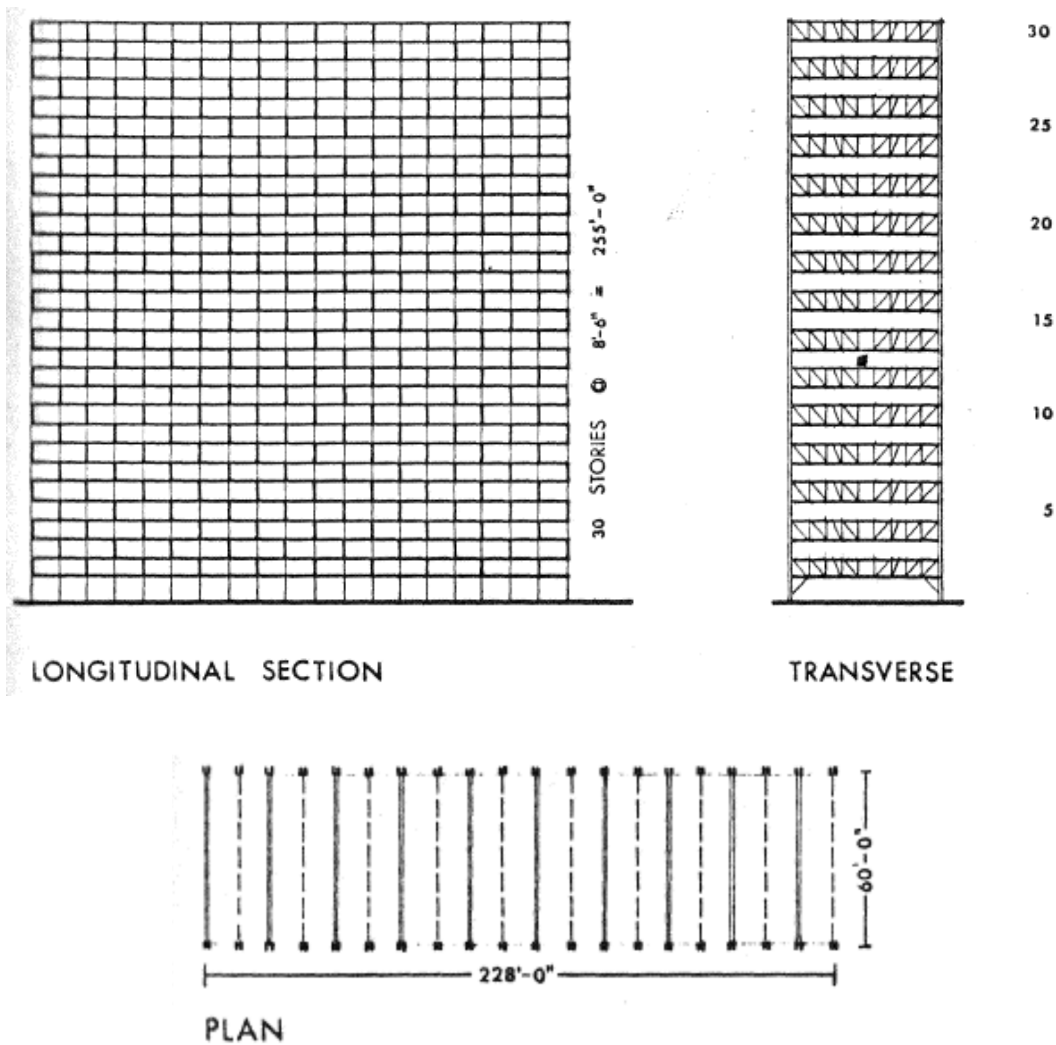 30 STORIES @ 8'-6" = 255'-0"
30
25
20
15
10
5
LONGITUDINAL SECTION
TRANSVERSE
60'-0"
228'-0"
PLAN